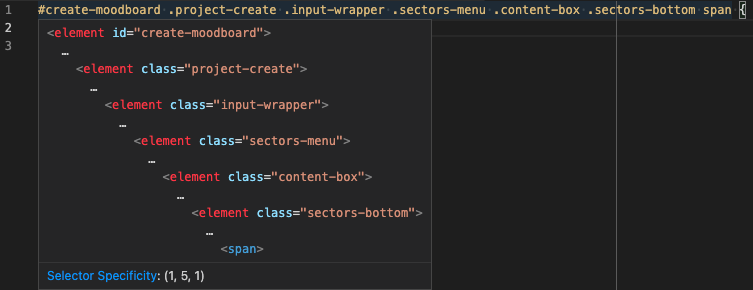 1 #create-moodboard .project-create .input-wrapper .sectors-menu .content-box .sectors-bottom span {
2
3
<element id="create-moodboard">
…
<element class="project-create">
…
<element class="input-wrapper">
…
<element class="sectors-menu">
…
<element class="content-box">
…
<element class="sectors-bottom">
…
<span>
Selector Specificity: (1, 5, 1)